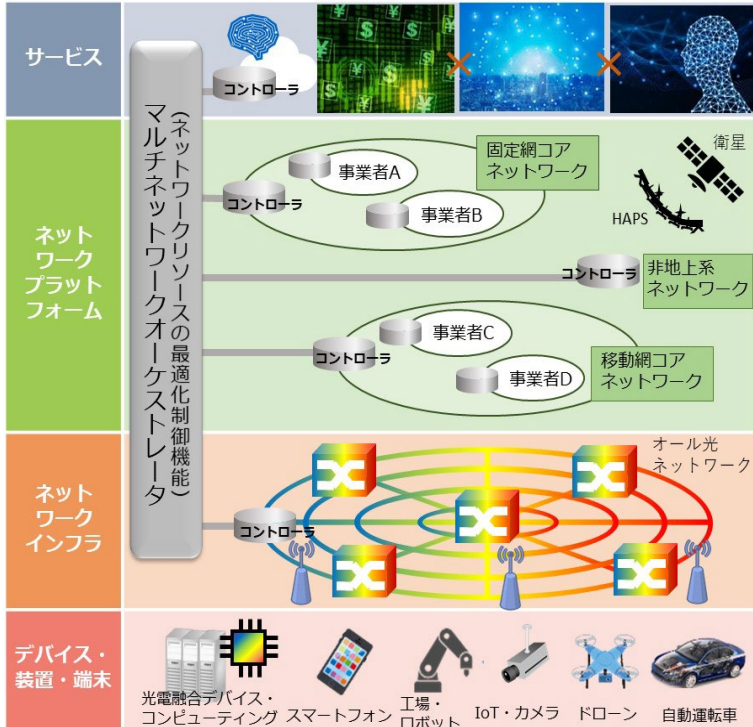 サービス
マルチネットワークオーケストレータ
(ネットワークリソースの最適化制御機能)
コントローラ
ネット
ワーク
プラット
フォーム
コントローラ
事業者A
事業者B
固定網コア
ネットワーク
衛星
HAPS
コントローラ
非地上系
ネットワーク
コントローラ
事業者C
事業者D
移動網コア
ネットワーク
ネット
ワーク
インフラ
コントローラ
オール光
ネットワーク
デバイス・
装置・端末
光電融合デバイス・
コンピューティング
スマートフォン
工場・
ロボット
IoT・カメラ
ドローン
自動運転車